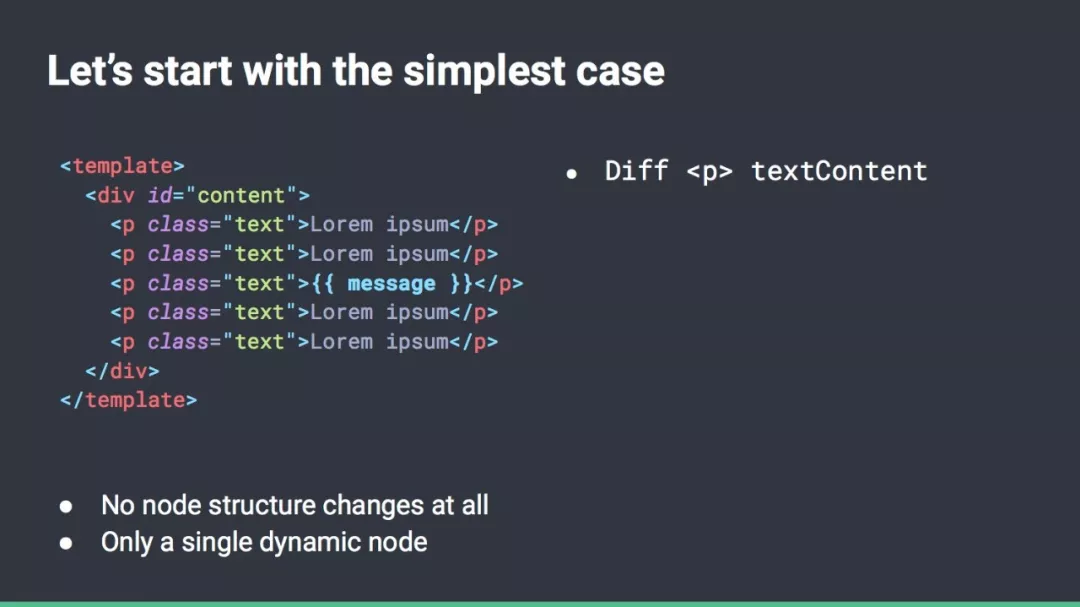 Let’s start with the simplest case
<template>
  <div id="content">
    <p class="text">Lorem ipsum</p>
    <p class="text">Lorem ipsum</p>
    <p class="text">{{ message }}</p>
    <p class="text">Lorem ipsum</p>
    <p class="text">Lorem ipsum</p>
  </div>
</template>
● Diff <p> textContent
● No node structure changes at all
● Only a single dynamic node